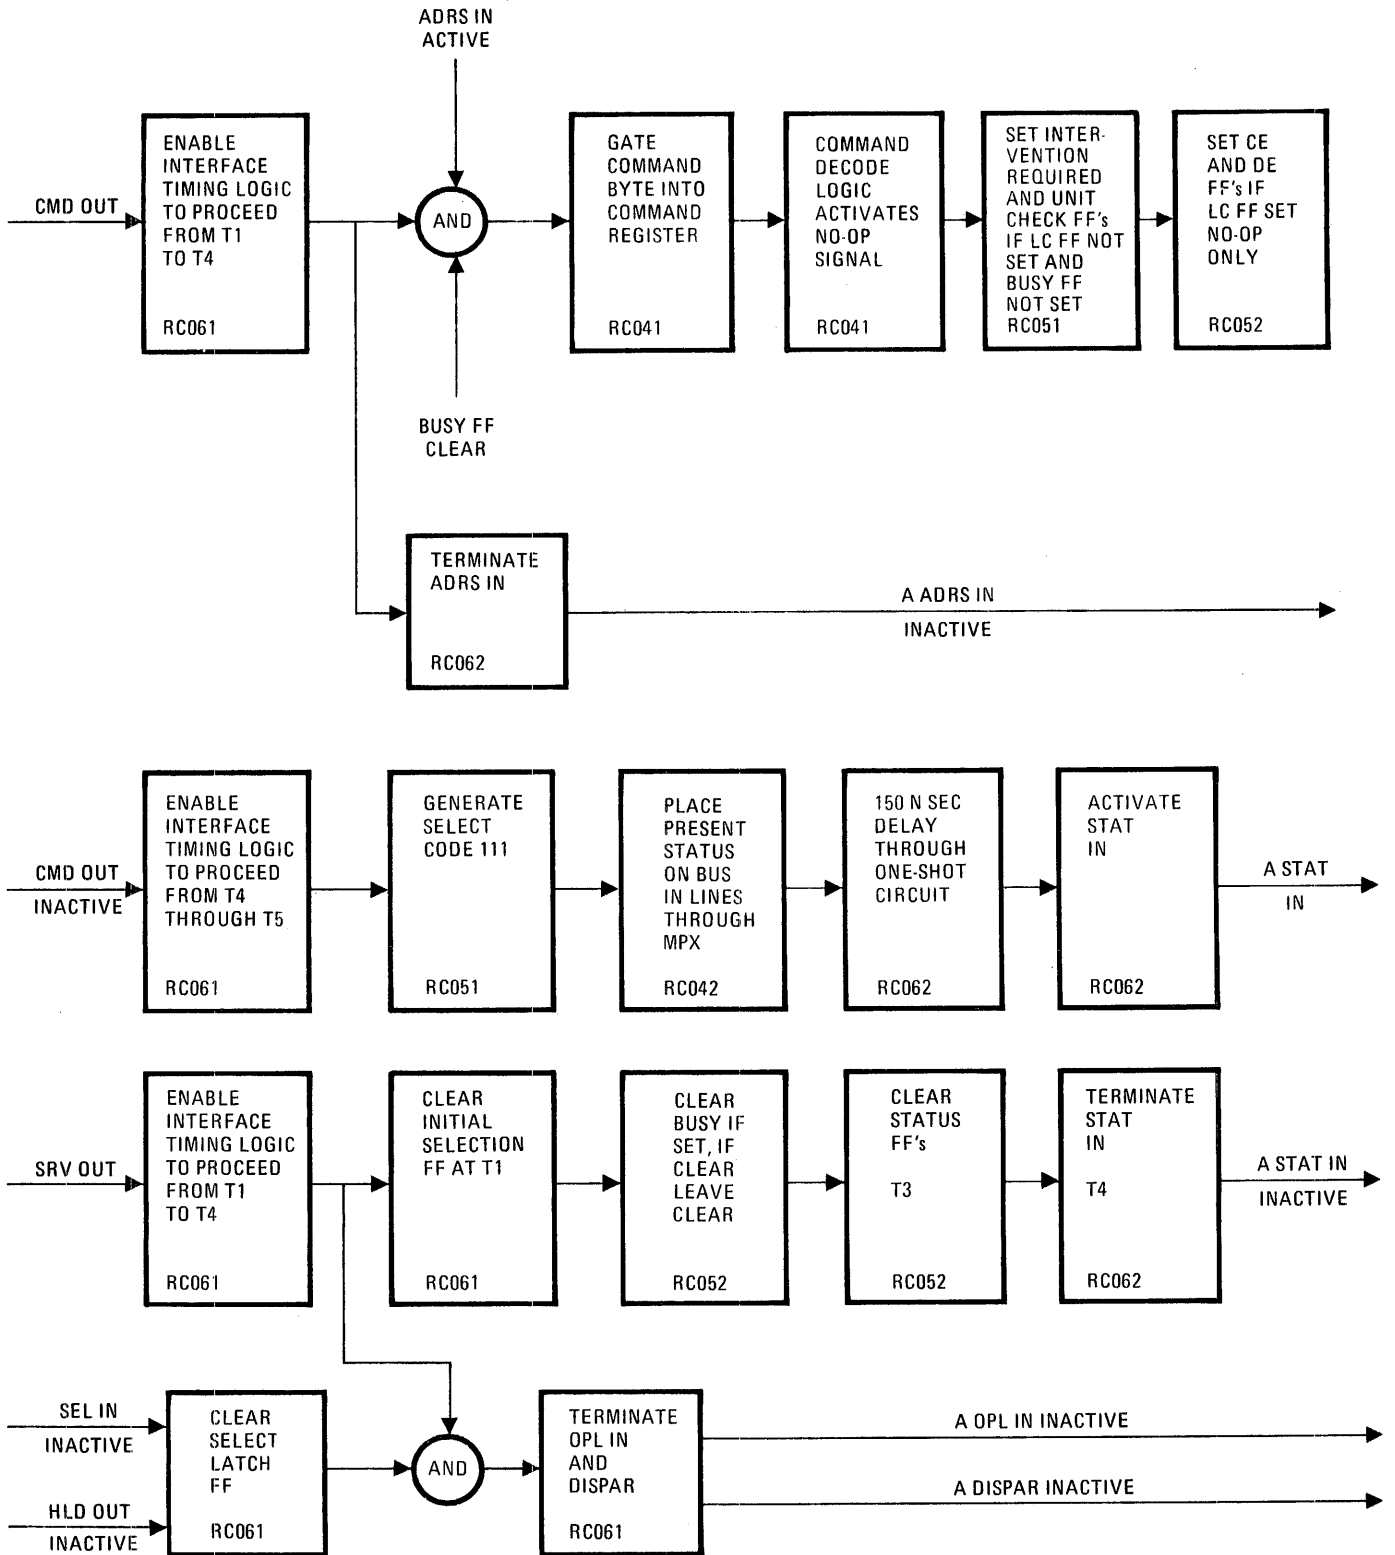 ADRS IN
ACTIVE
CMD OUT
ENABLE
INTERFACE
TIMING LOGIC
TO PROCEED
FROM T1
TO T4
RC061
AND
BUSY FF
CLEAR
GATE
COMMAND
BYTE INTO
COMMAND
REGISTER
RC041
COMMAND
DECODE
LOGIC
ACTIVATES
NO-OP
SIGNAL
RC041
SET INTER-
VENTION
REQUIRED
AND UNIT
CHECK FF's
IF LC FF NOT
SET AND
BUSY FF
NOT SET
RC051
SET CE
AND DE
FF's IF
LC FF SET
NO-OP
ONLY
RC052
TERMINATE
ADRS IN
RC062
A ADRS IN
INACTIVE
CMD OUT
INACTIVE
ENABLE
INTERFACE
TIMING LOGIC
TO PROCEED
FROM T4
THROUGH T5
RC061
GENERATE
SELECT
CODE 111
RC051
PLACE
PRESENT
STATUS
ON BUS
IN LINES
THROUGH
MPX
RC042
150 N SEC
DELAY
THROUGH
ONE-SHOT
CIRCUIT
RC062
ACTIVATE
STAT
IN
RC062
A STAT
IN
SRV OUT
ENABLE
INTERFACE
TIMING LOGIC
TO PROCEED
FROM T1
TO T4
RC061
CLEAR
INITIAL
SELECTION
FF AT T1
RC061
CLEAR
BUSY IF
SET, IF
CLEAR
LEAVE
CLEAR
RC052
CLEAR
STATUS
FF's
T3
RC052
TERMINATE
STAT
IN
T4
RC062
A STAT IN
INACTIVE
SEL IN
INACTIVE
HLD OUT
INACTIVE
CLEAR
SELECT
LATCH
FF
RC061
AND
TERMINATE
OPL IN
AND
DISPAR
RC061
A OPL IN INACTIVE
A DISPAR INACTIVE